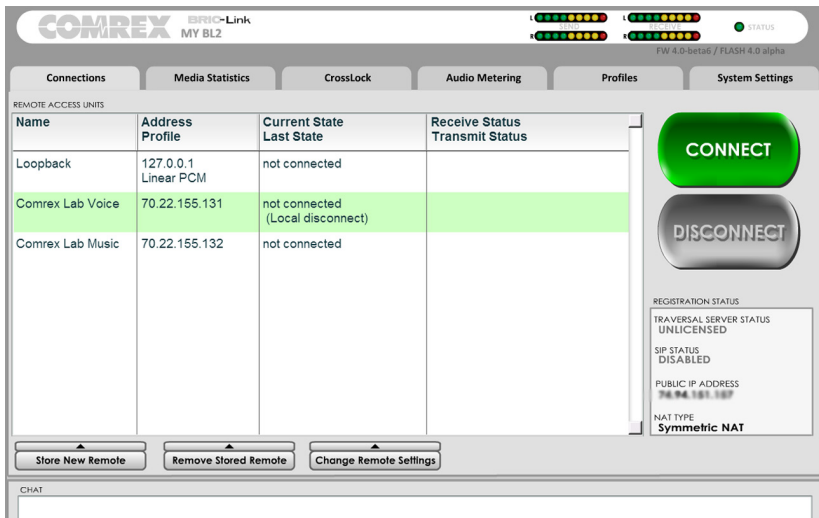 COMREX BRIC-Link
MY BL2
L SEND L RECEIVE STATUS
R R
FW 4.0-beta6 / FLASH 4.0 alpha
Connections Media Statistics CrossLock Audio Metering Profiles System Settings
REMOTE ACCESS UNITS
Name Address Current State Receive Status
Profile Last State Transmit Status
Loopback 127.0.0.1 not connected
Linear PCM
Comrex Lab Voice 70.22.155.131 not connected
(Local disconnect)
Comrex Lab Music 70.22.155.132 not connected
CONNECT
DISCONNECT
REGISTRATION STATUS
TRAVERSAL SERVER STATUS
UNLICENSED
SIP STATUS
DISABLED
PUBLIC IP ADDRESS
NAT TYPE
Symmetric NAT
Store New Remote Remove Stored Remote Change Remote Settings
CHAT